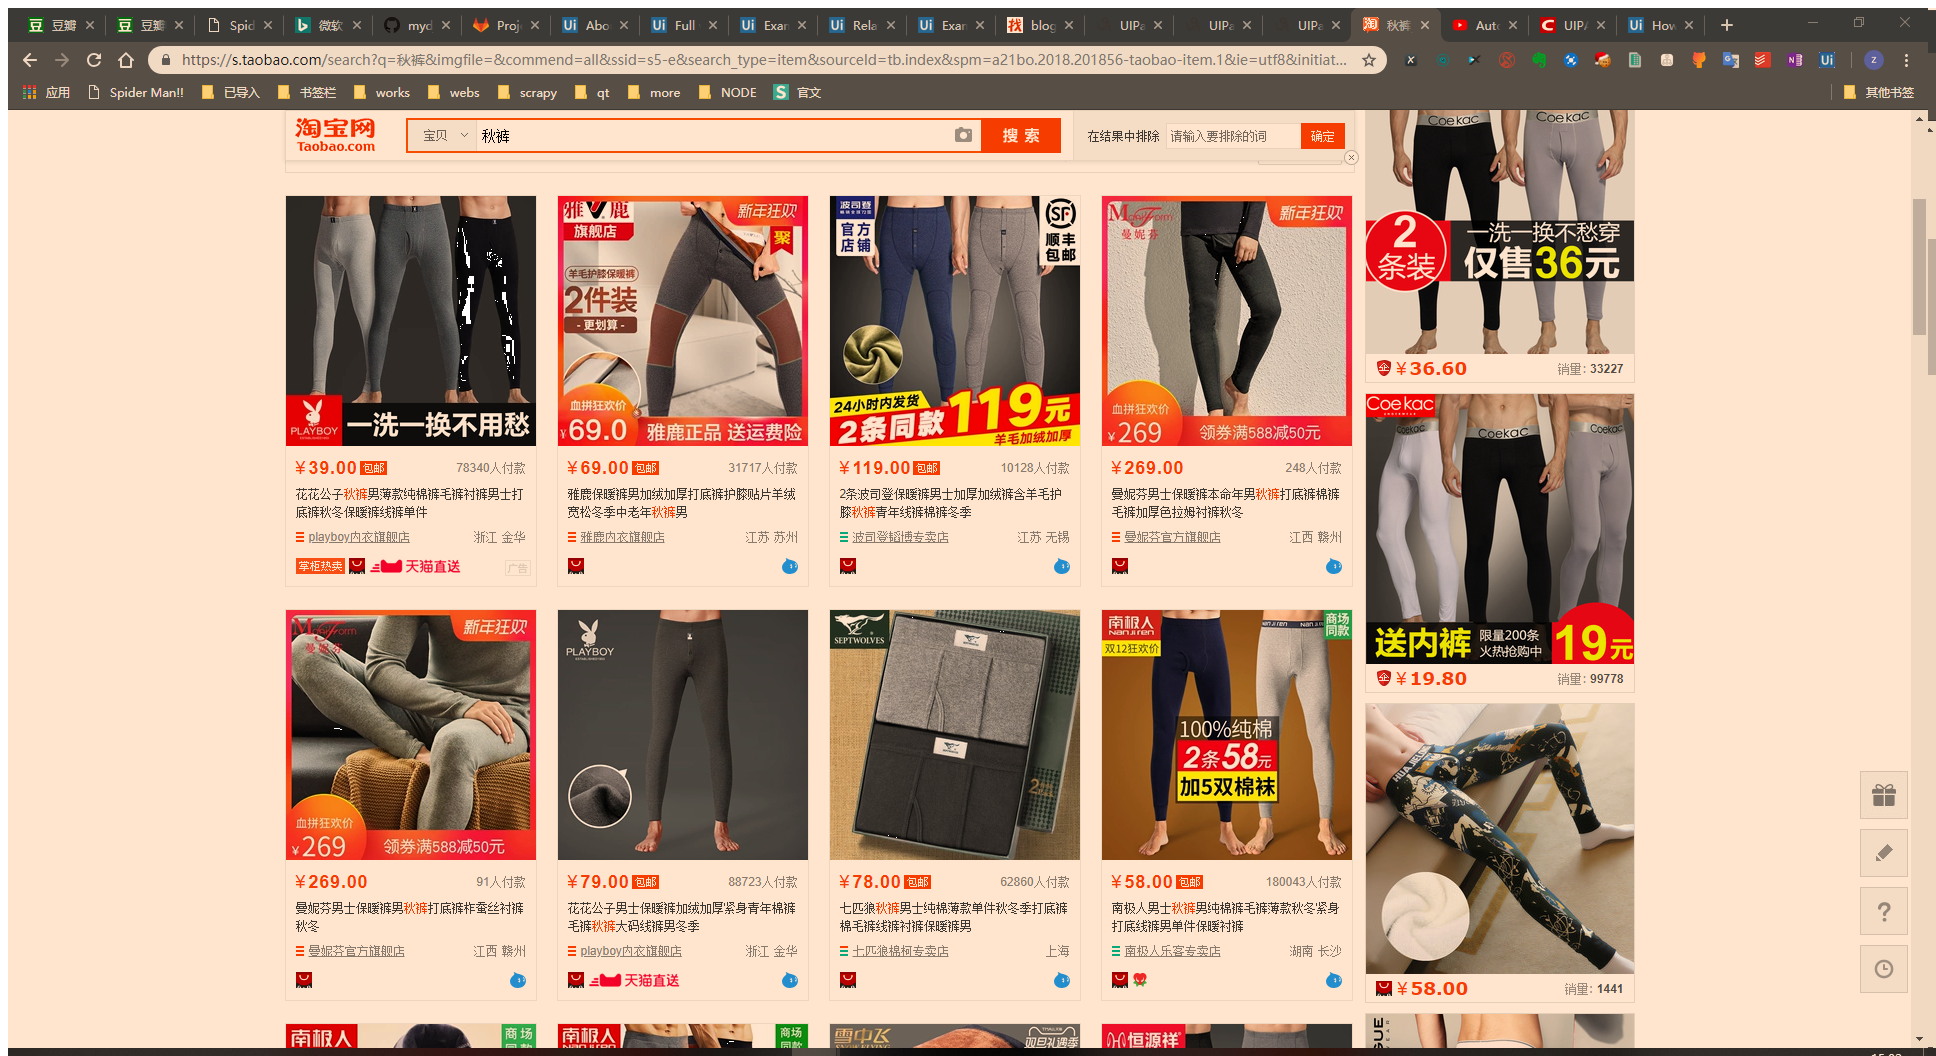 豆瓣
豆瓣
Spid
微软
myd
Proj
Abo
Full
Exan
Rela
Exan
blog
UIPa
UIPa
UIPa
秋裤
Aut
UIPA
How
https://s.taobao.com/search?q=秋裤&imgfile=&commend=all&ssid=s5-e&search_type=item&sourceId=tb.index&spm=a21bo.2018.201856-taobao-item.1&ie=utf8&initiat...
应用
Spider Man!!
已导入
书签栏
works
webs
scrapy
qt
more
NODE
官文
其他书签
淘宝网
Taobao.com
宝贝
秋裤
搜 索
在结果中排除
请输入要排除的词
确定
PLAYBOY
一洗一换不用愁
¥39.00 包邮
78340人付款
花花公子秋裤男薄款纯棉裤毛裤衬裤男士打
底裤秋冬保暖裤线裤单件
playboy内衣旗舰店
浙江 金华
掌柜热卖
天猫直送
广告
雅鹿
旗舰店
新年狂欢
聚
羊毛护膝保暖裤
2件装
- 更划算 -
血拼狂欢价
¥69.0
雅鹿正品 送运费险
¥69.00 包邮
31717人付款
雅鹿保暖裤男加绒加厚打底裤护膝贴片羊绒
宽松冬季中老年秋裤男
雅鹿内衣旗舰店
江苏 苏州
波司登
官方
店铺
SF
顺丰
包邮
24小时内发货
2条同款119元
羊毛加绒加厚
¥119.00 包邮
10128人付款
2条波司登保暖裤男士加厚加绒裤含羊毛护
膝秋裤青年线裤棉裤冬季
波司登韬博专卖店
江苏 无锡
曼妮芬
新年狂欢
血拼狂欢价
¥269
领券满588减50元
¥269.00
248人付款
曼妮芬男士保暖裤本命年男秋裤打底裤棉裤
毛裤加厚色拉姆衬裤秋冬
曼妮芬官方旗舰店
江西 赣州
曼妮芬
新年狂欢
血拼狂欢价
¥269
领券满588减50元
¥269.00
91人付款
曼妮芬男士保暖裤男秋裤打底裤柞蚕丝衬裤
秋冬
曼妮芬官方旗舰店
江西 赣州
PLAYBOY
¥79.00 包邮
88723人付款
花花公子男士保暖裤加绒加厚紧身青年棉裤
毛裤秋裤大码线裤男冬季
playboy内衣旗舰店
浙江 金华
天猫直送
SEPTWOLVES
¥78.00 包邮
62860人付款
七匹狼秋裤男士纯棉薄款单件秋冬季打底裤
棉毛裤线裤衬裤保暖裤男
七匹狼棉柯专卖店
上海
南极人
Nanjiren
双12狂欢价
商场
同款
100%纯棉
2条58元
加5双棉袜
¥58.00 包邮
180043人付款
南极人男士秋裤男纯棉裤毛裤薄款秋冬紧身
打底线裤男单件保暖衬裤
南极人乐客专卖店
湖南 长沙
南极人
商场
南极人
商场
雪中飞
双旦礼遇季
恒源祥
Coekac
Coekac
2
条装
一洗一换不愁穿
仅售36元
¥36.60
销量: 33227
Coekac
Coekac
Coekac
送内裤
限量200条
火热抢购中
19元
¥19.80
销量: 99778
¥58.00
销量: 1441